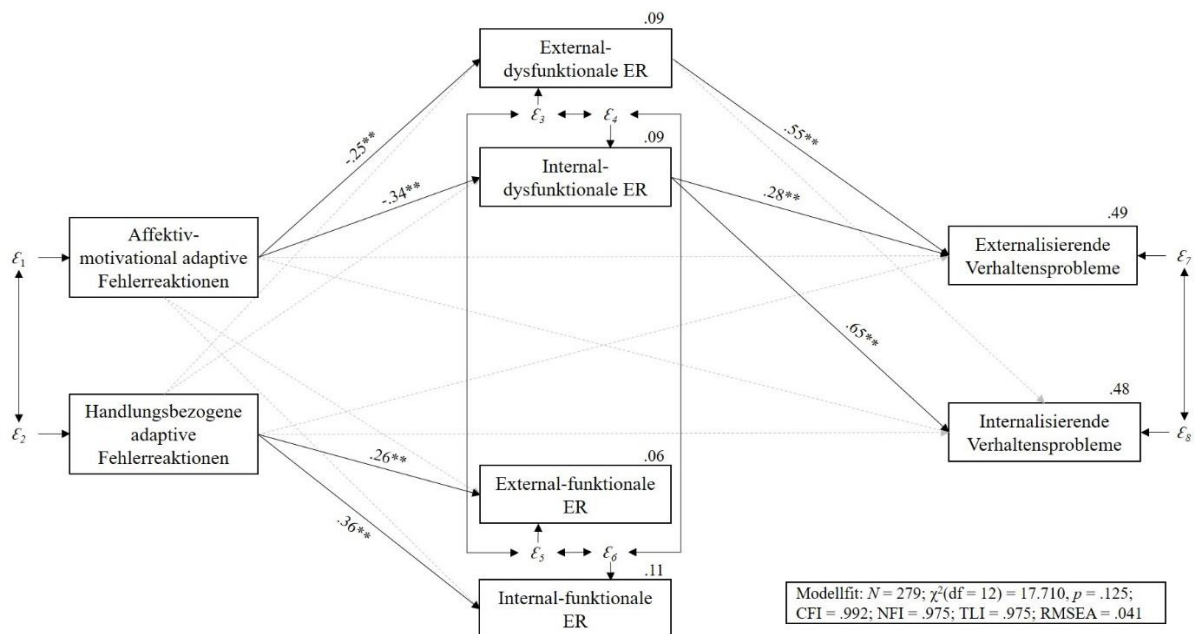 .09
External-
dysfunktionale ER
ε3
ε4
.09
Internal-
dysfunktionale ER
-.25**
-.34**
.55**
.28**
.65**
ε1
Affektiv-
motivational adaptive
Fehlerreaktionen
.49
Externalisierende
Verhaltensprobleme
ε7
ε2
Handlungsbezogene
adaptive
Fehlerreaktionen
.48
Internalisierende
Verhaltensprobleme
ε8
.26**
.36**
.06
External-funktionale
ER
ε5
ε6
.11
Internal-funktionale
ER
Modellfit: N = 279; χ²(df = 12) = 17.710, p = .125;
CFI = .992; NFI = .975; TLI = .975; RMSEA = .041